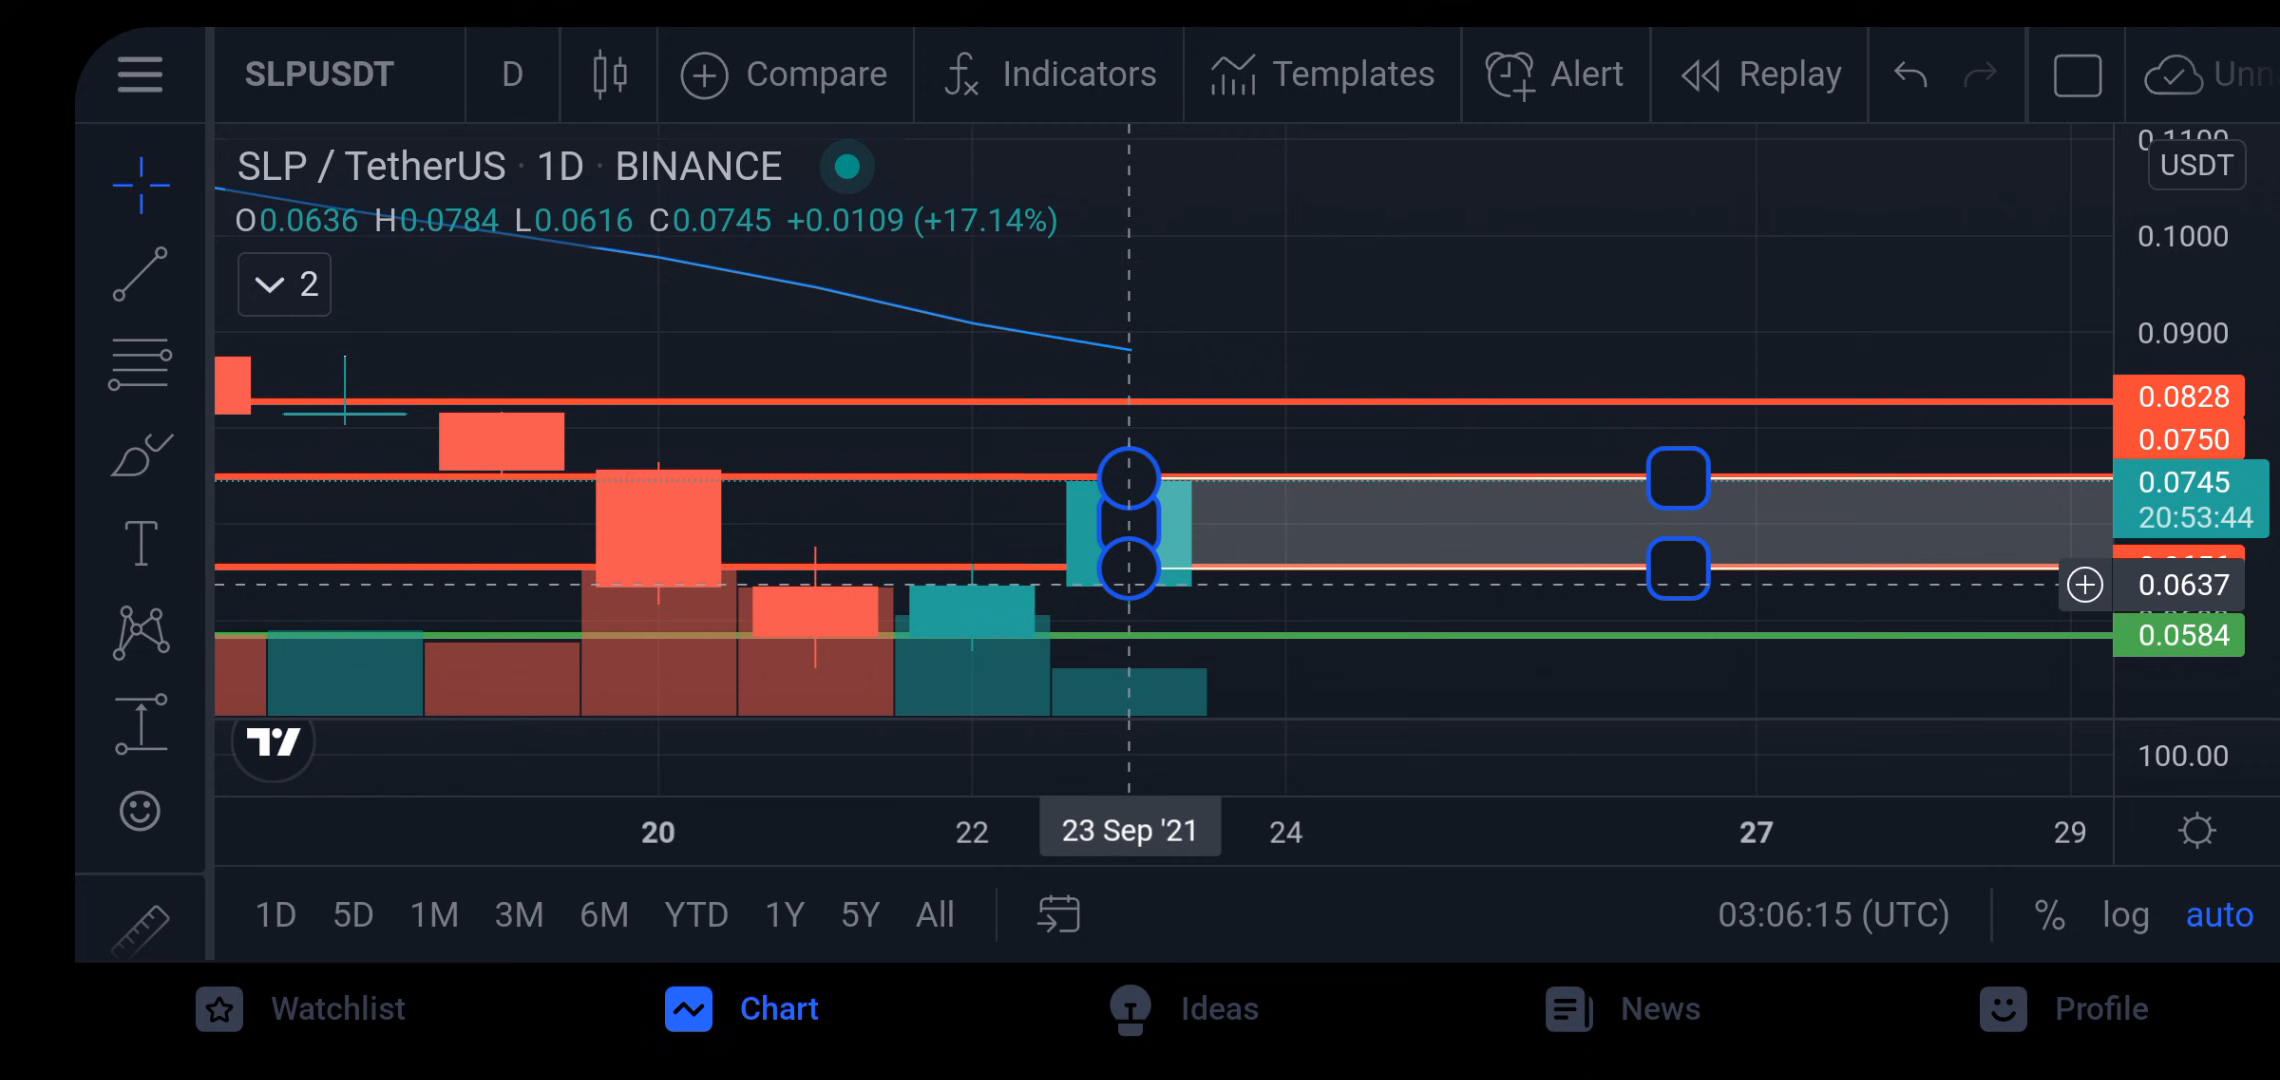 SLPUSDT D Compare Indicators Templates Alert Replay Unn
SLP / TetherUS · 1D · BINANCE
O0.0636 H0.0784 L0.0616 C0.0745 +0.0109 (+17.14%)
2
0.1100
USDT
0.1000
0.0900
0.0828
0.0750
0.0745
20:53:44
0.0637
0.0584
100.00
20 22 23 Sep '21 24 27 29
1D 5D 1M 3M 6M YTD 1Y 5Y All 03:06:15 (UTC) % log auto
Watchlist Chart Ideas News Profile